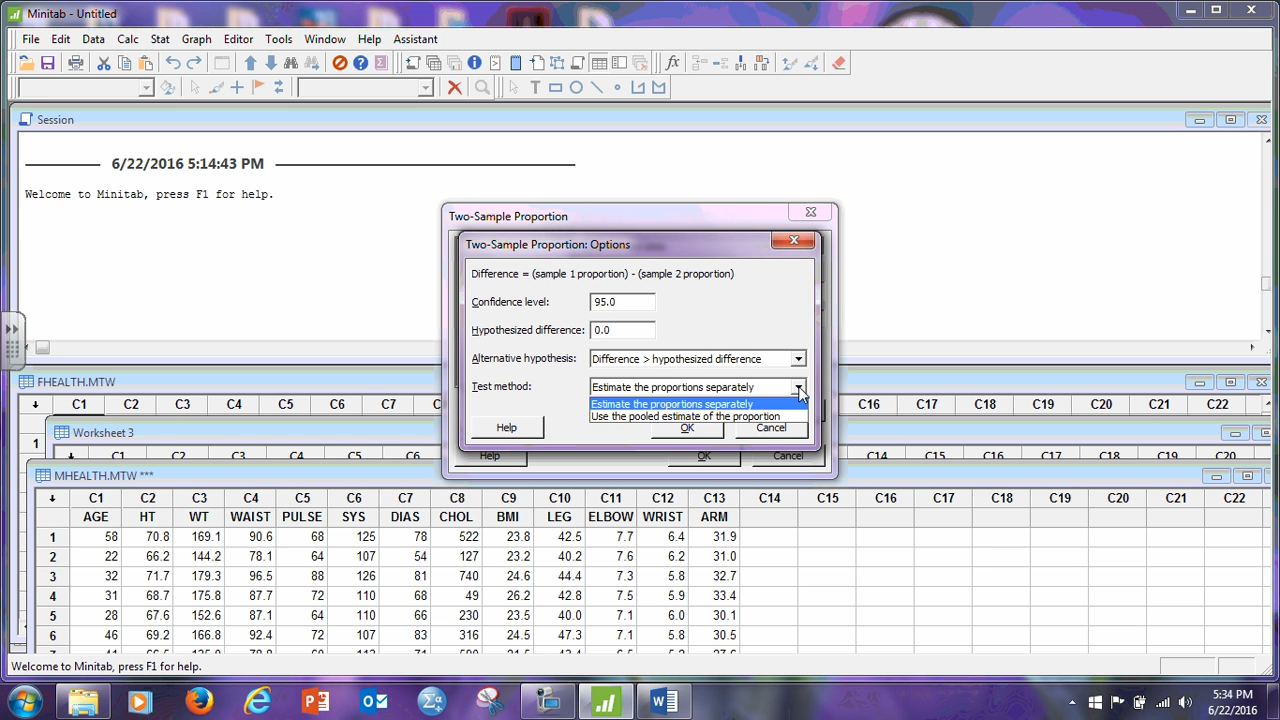 Minitab - Untitled
File Edit Data Calc Stat Graph Editor Tools Window Help Assistant
Session
6/22/2016 5:14:43 PM
Welcome to Minitab, press F1 for help.
Two-Sample Proportion
Two-Sample Proportion: Options
Difference = (sample 1 proportion) - (sample 2 proportion)
Confidence level: 95.0
Hypothesized difference: 0.0
Alternative hypothesis: Difference > hypothesized difference
Test method: Estimate the proportions separately
Estimate the proportions separately
Use the pooled estimate of the proportion
Help OK Cancel
Help OK Cancel
FHEALTH.MTW
C1 C2 C3 C4 C5 C6 C7 C16 C17 C18 C19 C20 C21 C22
1 Worksheet 3
C1 C2 C3 C4 C5 C6 C14 C15 C16 C17 C18 C19 C20
MHEALTH.MTW ***
C1 C2 C3 C4 C5 C6 C7 C8 C9 C10 C11 C12 C13 C14 C15 C16 C17 C18 C19 C20 C21 C22
AGE HT WT WAIST PULSE SYS DIAS CHOL BMI LEG ELBOW WRIST ARM
1 58 70.8 169.1 90.6 68 125 78 522 23.8 42.5 7.7 6.4 31.9
2 22 66.2 144.2 78.1 64 107 54 127 23.2 40.2 7.6 6.2 31.0
3 32 71.7 179.3 96.5 88 126 81 740 24.6 44.4 7.3 5.8 32.7
4 31 68.7 175.8 87.7 72 110 68 49 26.2 42.8 7.5 5.9 33.4
5 28 67.6 152.6 87.1 64 110 66 230 23.5 40.0 7.1 6.0 30.1
6 46 69.2 166.8 92.4 72 107 83 316 24.5 47.3 7.1 5.8 30.5
Welcome to Minitab, press F1 for help.
5:34 PM
6/22/2016